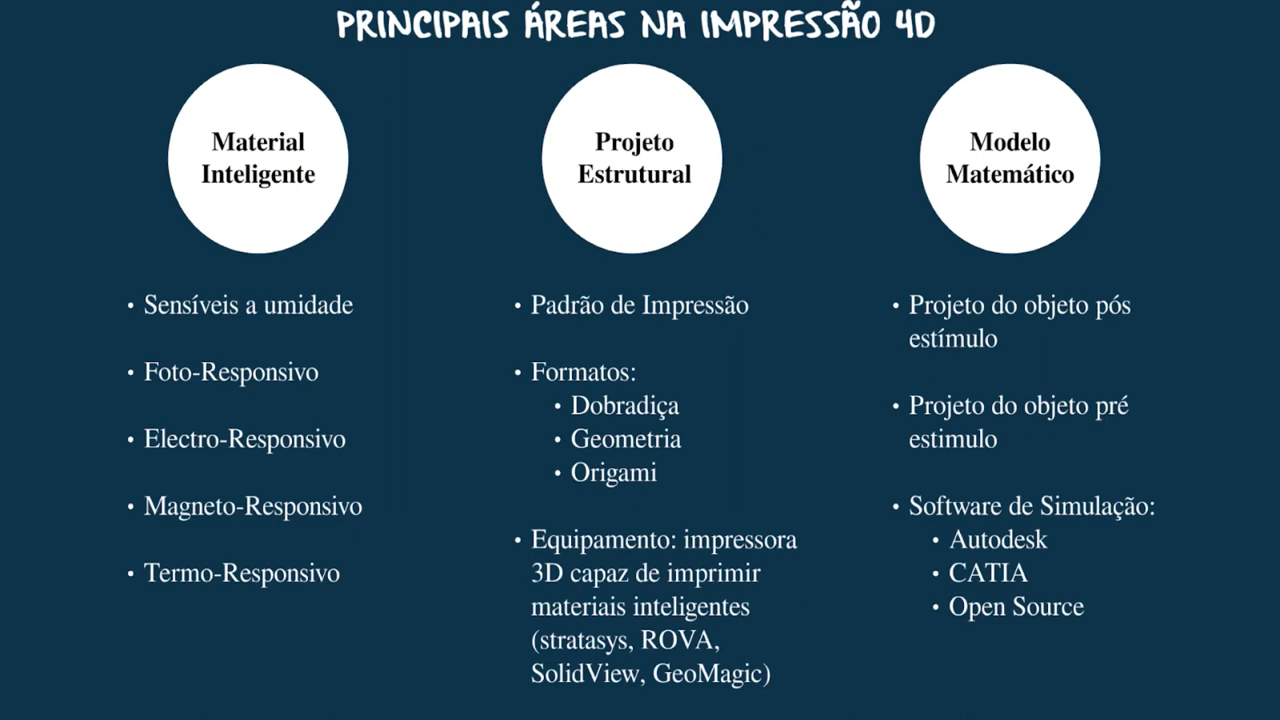 PRINCIPAIS ÁREAS NA IMPRESSÃO 4D
Material
Inteligente
• Sensíveis a umidade
• Foto-Responsivo
• Electro-Responsivo
• Magneto-Responsivo
• Termo-Responsivo
Projeto
Estrutural
• Padrão de Impressão
• Formatos:
• Dobradiça
• Geometria
• Origami
• Equipamento: impressora
3D capaz de imprimir
materiais inteligentes
(stratasys, ROVA,
SolidView, GeoMagic)
Modelo
Matemático
• Projeto do objeto pós
estímulo
• Projeto do objeto pré
estimulo
• Software de Simulação:
• Autodesk
• CATIA
• Open Source